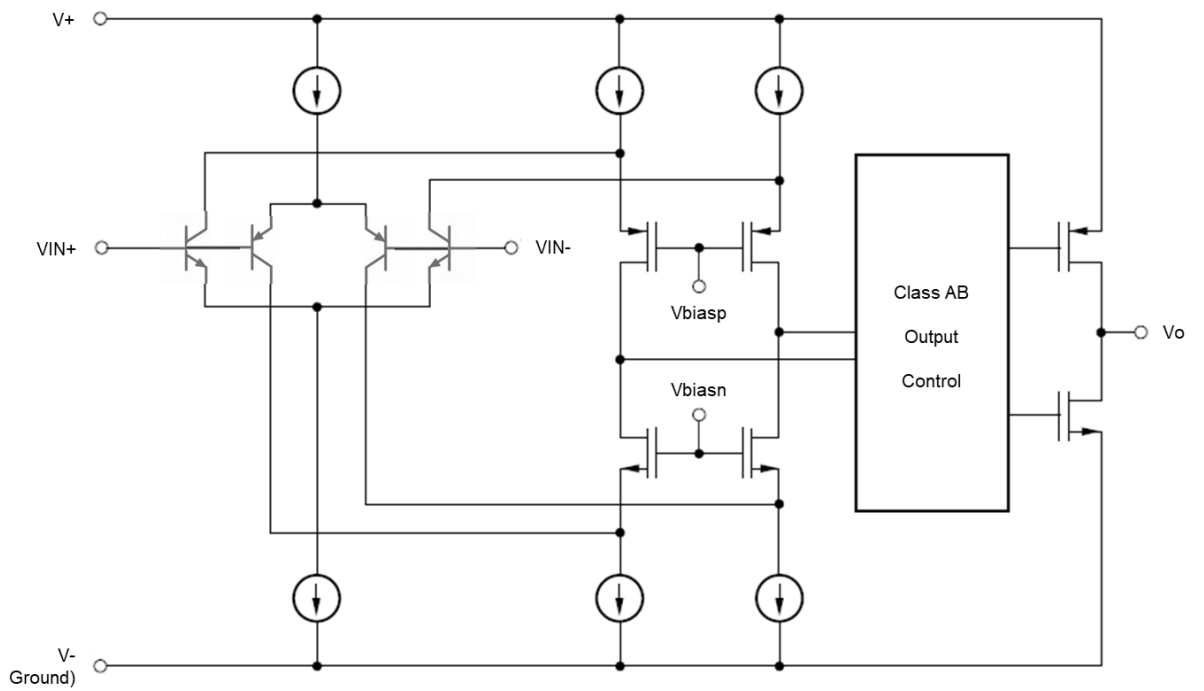 V+
VIN+
VIN-
Vbiasp
Class AB
Output
Control
Vo
Vbiasn
V-
Ground)